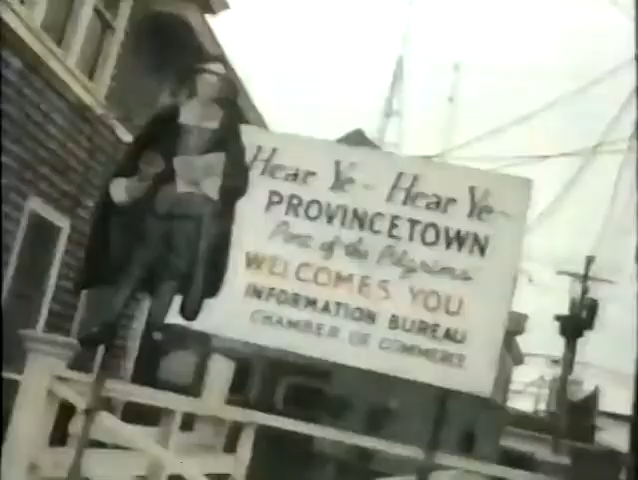 Hear Ye - Hear Ye -
PROVINCETOWN
Port of the Pilgrims
WELCOMES YOU
INFORMATION BUREAU
CHAMBER OF COMMERCE